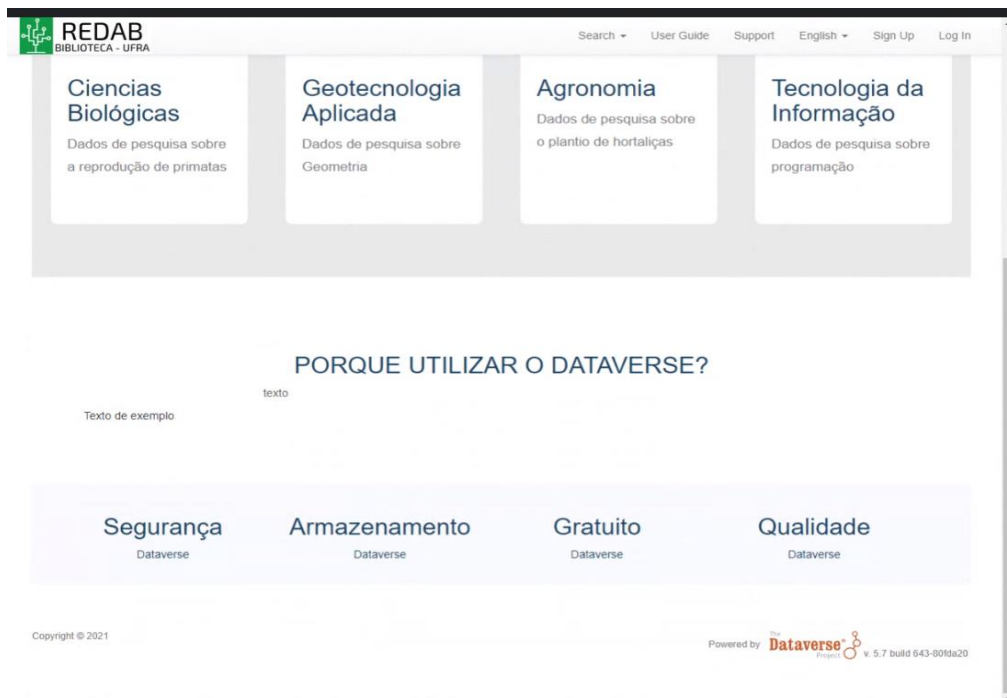 REDAB
BIBLIOTECA - UFRA
Search User Guide Support English Sign Up Log In
Ciencias
Biológicas
Dados de pesquisa sobre
a reprodução de primatas
Geotecnologia
Aplicada
Dados de pesquisa sobre
Geometria
Agronomia
Dados de pesquisa sobre
o plantio de hortaliças
Tecnologia da
Informação
Dados de pesquisa sobre
programação
PORQUE UTILIZAR O DATAVERSE?
texto
Texto de exemplo
Segurança
Dataverse
Armazenamento
Dataverse
Gratuito
Dataverse
Qualidade
Dataverse
Copyright © 2021
Powered by The Dataverse Project v. 5.7 build 643-80fda20